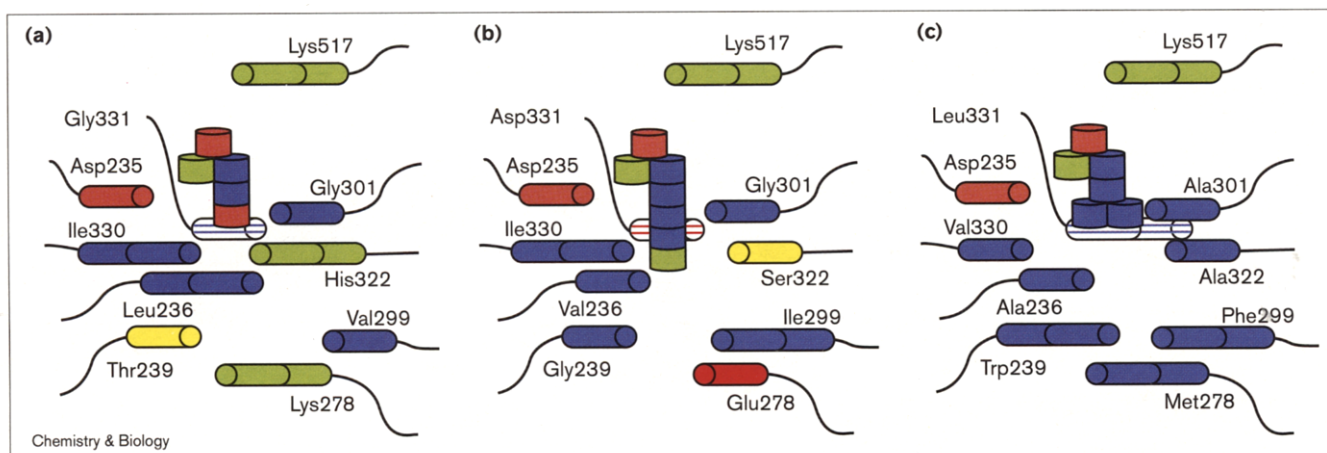 (a)
Lys517
Gly331
Asp235
Gly301
Ile330
His322
Leu236
Val299
Thr239
Lys278
(b)
Lys517
Asp331
Asp235
Gly301
Ile330
Ser322
Val236
Ile299
Gly239
Glu278
(c)
Lys517
Leu331
Asp235
Ala301
Val330
Ala322
Ala236
Phe299
Trp239
Met278
Chemistry & Biology